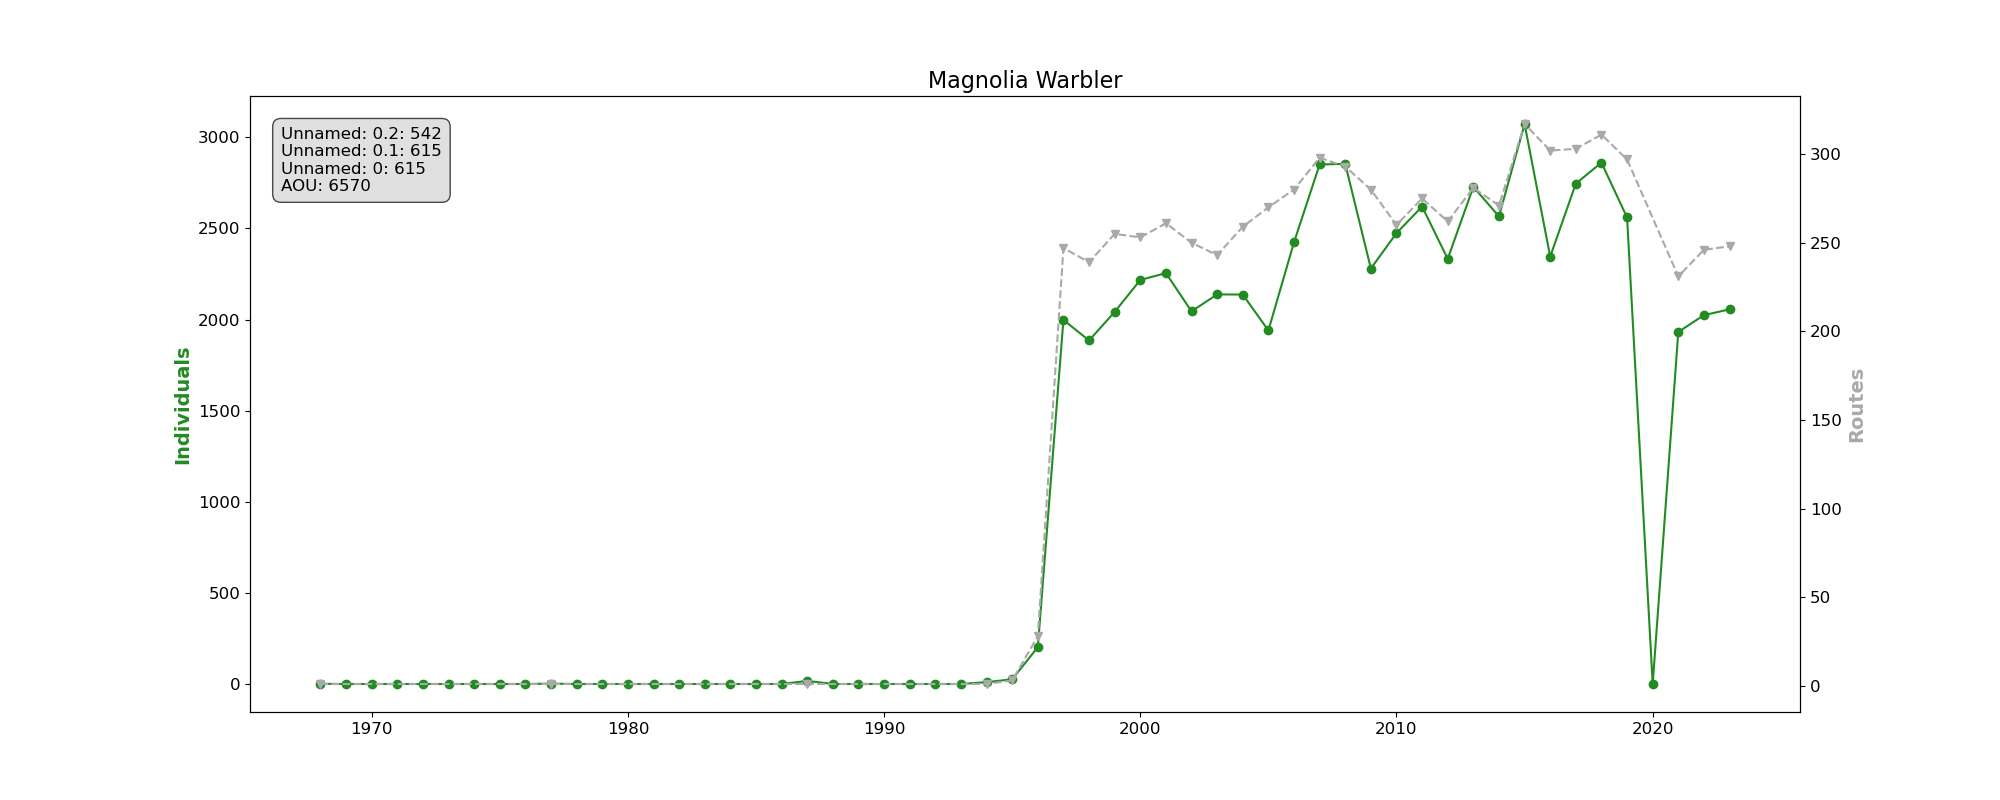 Magnolia Warbler
Unnamed: 0.2: 542
Unnamed: 0.1: 615
Unnamed: 0: 615
AOU: 6570
Individuals
3000
2500
2000
1500
1000
500
0
300
250
200
150
100
50
0
Routes
1970 1980 1990 2000 2010 2020